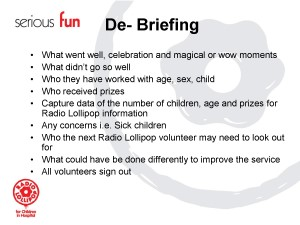 serious fun
De- Briefing
• What went well, celebration and magical or wow moments
• What didn't go so well
• Who they have worked with age, sex, child
• Who received prizes
• Capture data of the number of children, age and prizes for
Radio Lollipop information
• Any concerns i.e. Sick children
• Who the next Radio Lollipop volunteer may need to look out
for
• What could have be done differently to improve the service
• All volunteers sign out
RADIO LOLLIPOP
for Children
in Hospital